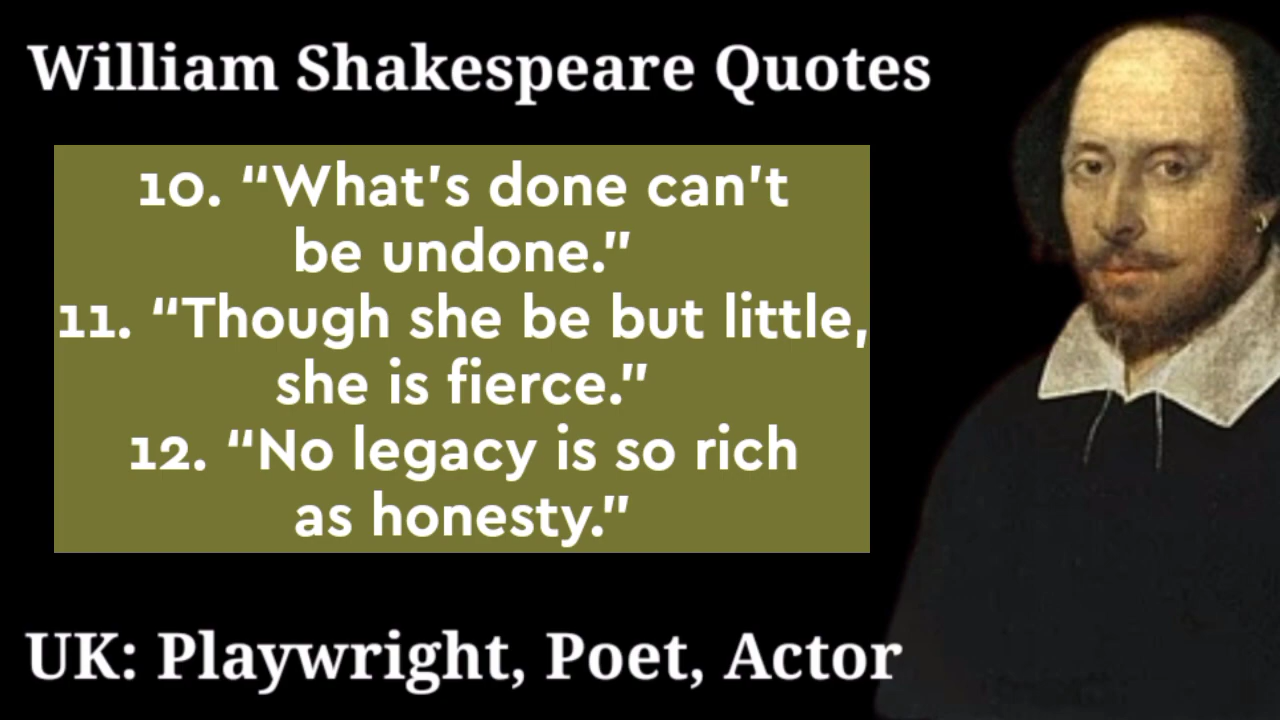 William Shakespeare Quotes
10. “What's done can't
be undone.”
11. “Though she be but little,
she is fierce.”
12. “No legacy is so rich
as honesty.”
UK: Playwright, Poet, Actor